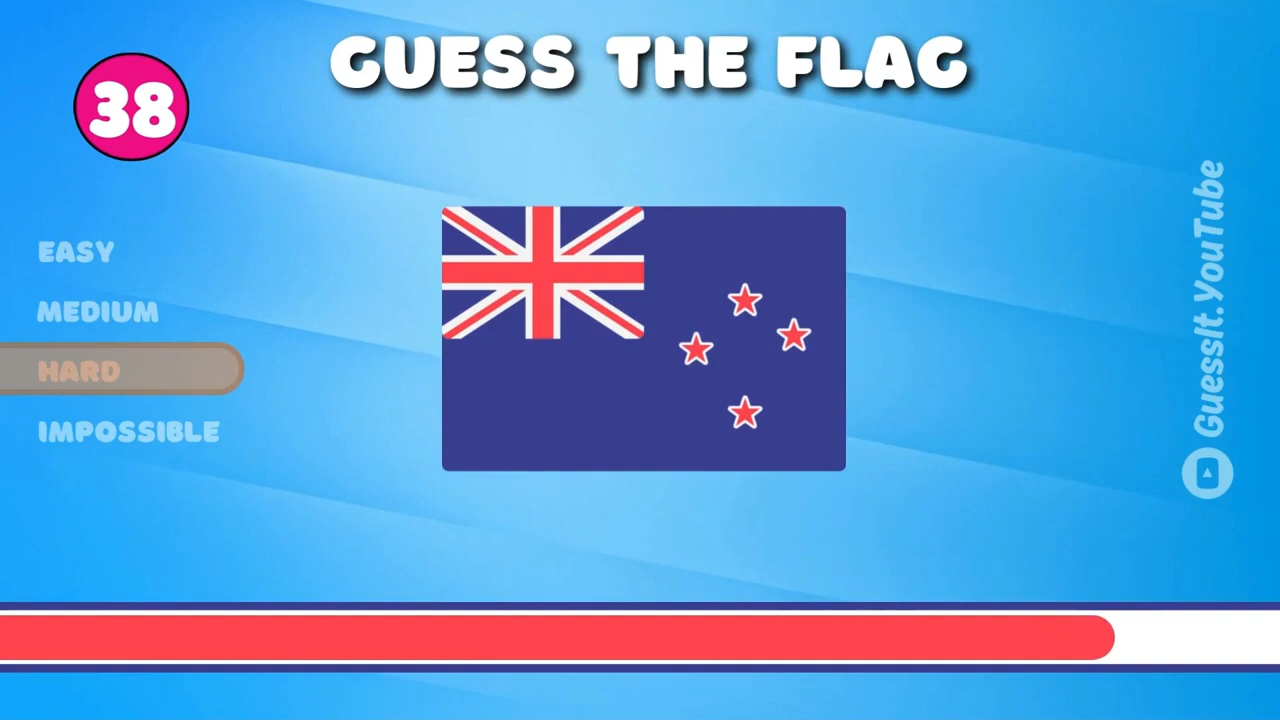 GUESS THE FLAG
38
EASY
MEDIUM
HARD
IMPOSSIBLE
GuessIt.YouTube